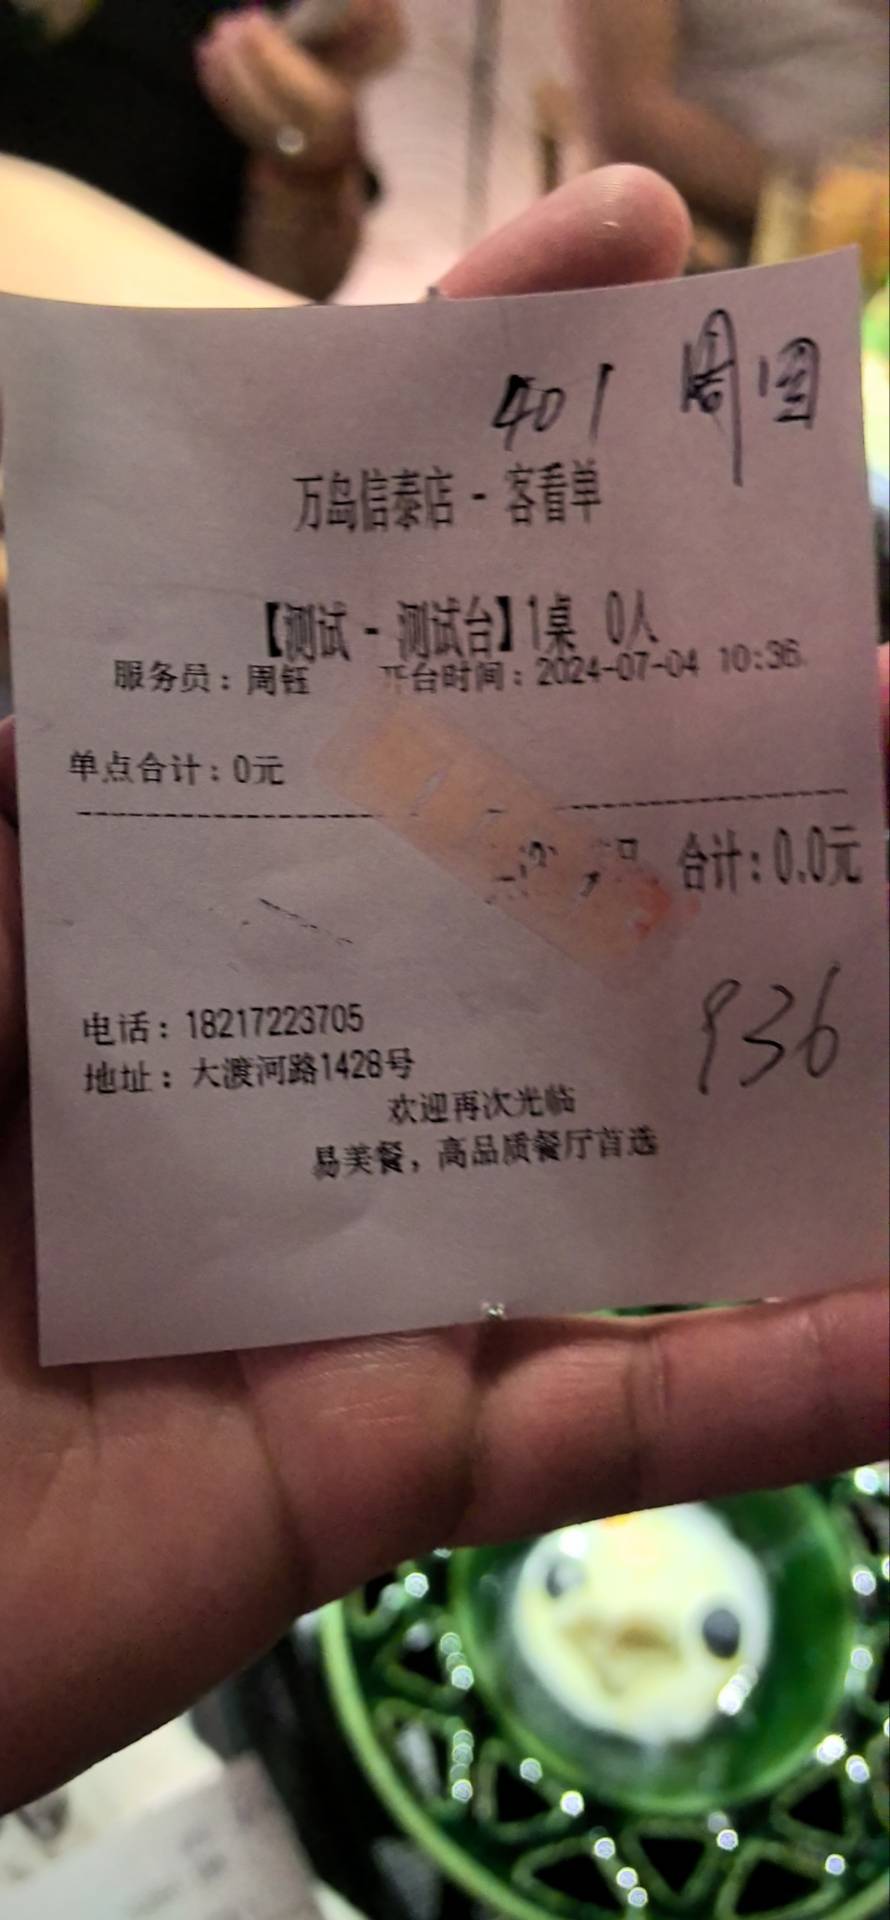 401 周国
万岛信泰店 - 客看单
【测试 - 测试台】1桌 0人
服务员：周钰 开台时间：2024-07-04 10:36
单点合计：0元
合计：0.0元
936
电话：18217223705
地址：大渡河路1428号
欢迎再次光临
易美餐，高品质餐厅首选